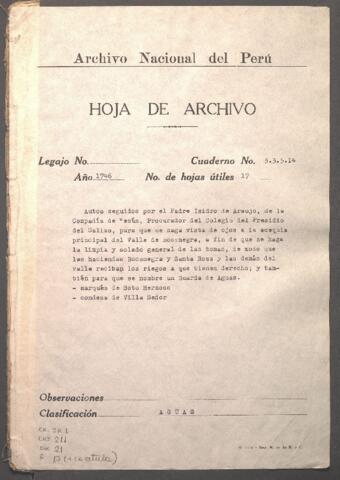 Archivo Nacional del Perú
HOJA DE ARCHIVO
Legajo No. Cuaderno No. 3.3.5.14
Año 1746 No. de hojas útiles 17
Autos seguidos por el Padre Isidro de Araujo, de la
Compañía de Jesús, Procurador del Colegio del Presidio
del Callao, para que se haga vista de ojos a la acequia
principal del Valle de Bocanegra, a fin de que se haga
la limpia y solado general de las tomas, de modo que
las haciendas Bocanegra y Santa Rosa y las demás del
valle reciban los riegos a que tienen derecho; y tam-
bién para que se nombre un Guarda de Aguas.
- marqués de Soto Hermoso
- condesa de Villa Señor
Observaciones
Clasificación AGUAS
211
21